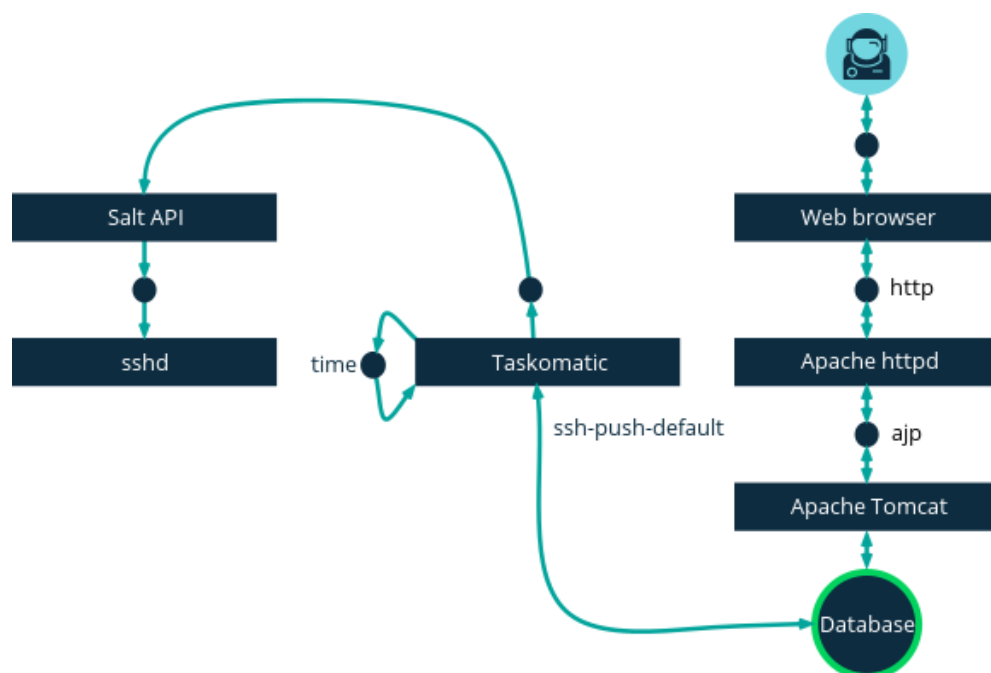 Salt API
Web browser
http
sshd
time
Taskomatic
Apache httpd
ssh-push-default
ajp
Apache Tomcat
Database